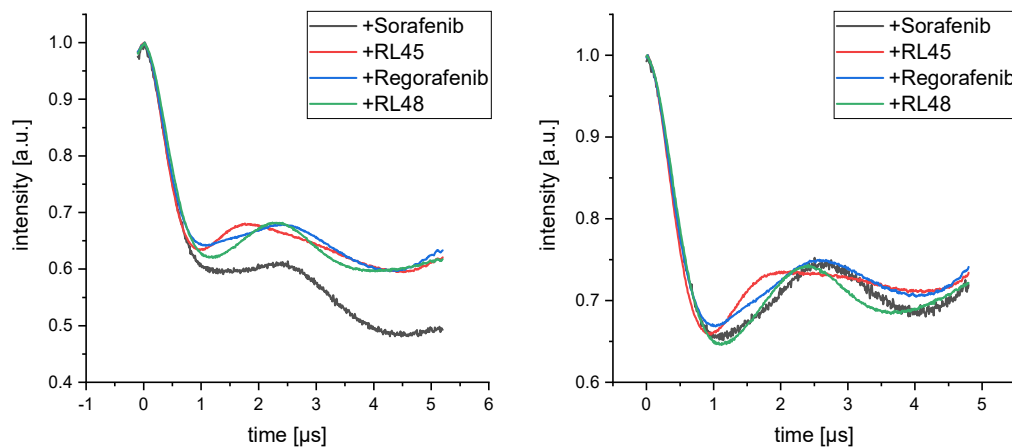 +Sorafenib
+RL45
+Regorafenib
+RL48
1.0
0.9
0.8
0.7
0.6
0.5
0.4
-1 0 1 2 3 4 5 6
intensity [a.u.]
time [µs]
+Sorafenib
+RL45
+Regorafenib
+RL48
1.0
0.9
0.8
0.7
0.6
0 1 2 3 4 5
intensity [a.u.]
time [µs]